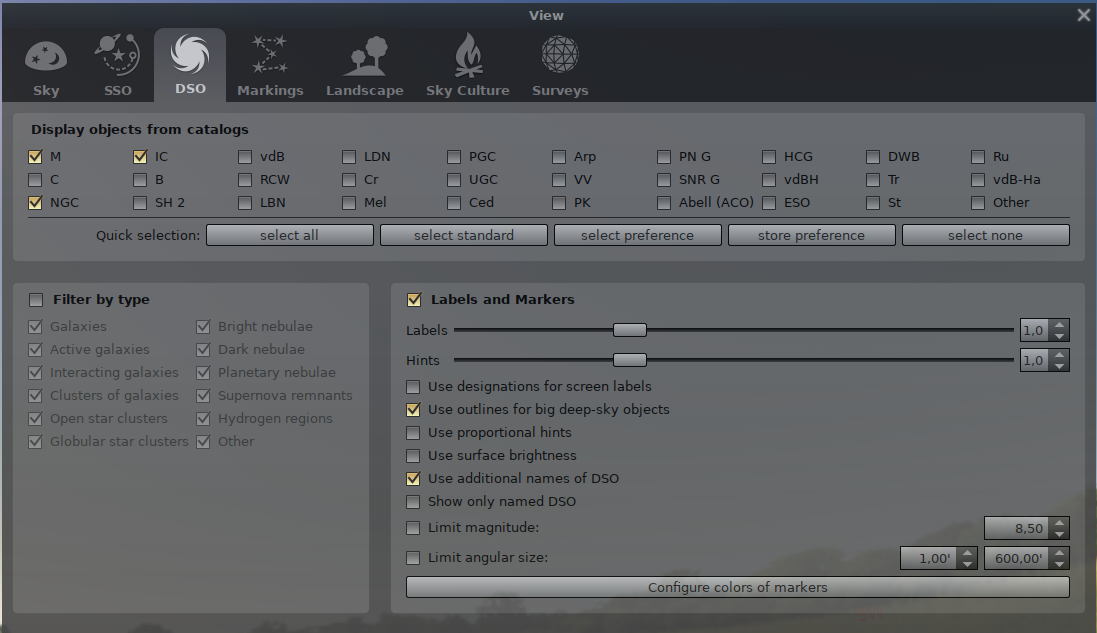 View
Sky SSO DSO Markings Landscape Sky Culture Surveys
Display objects from catalogs
M IC vdB LDN PGC Arp PN G HCG DWB Ru
C B RCW Cr UGC VV SNR G vdBH Tr vdB-Ha
NGC SH 2 LBN Mel Ced PK Abell (ACO) ESO St Other
Quick selection: select all select standard select preference store preference select none
Filter by type
Galaxies Bright nebulae
Active galaxies Dark nebulae
Interacting galaxies Planetary nebulae
Clusters of galaxies Supernova remnants
Open star clusters Hydrogen regions
Globular star clusters Other
Labels and Markers
Labels 1,0
Hints 1,0
Use designations for screen labels
Use outlines for big deep-sky objects
Use proportional hints
Use surface brightness
Use additional names of DSO
Show only named DSO
Limit magnitude: 8,50
Limit angular size: 1,00' 600,00'
Configure colors of markers